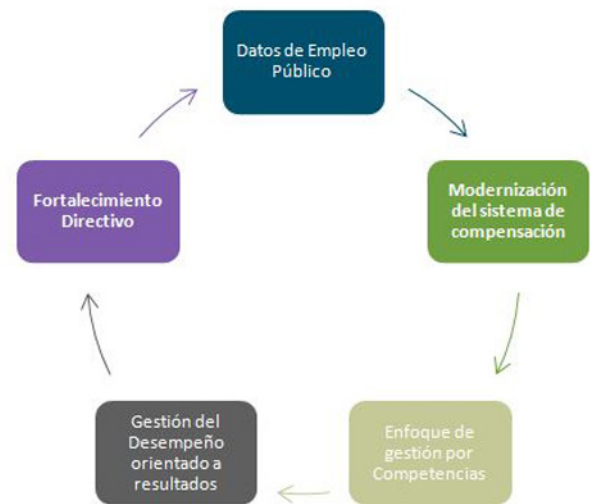 Datos de Empleo
Público
Modernización
del sistema de
compensación
Enfoque de
gestión por
Competencias
Gestión del
Desempeño
orientado a
resultados
Fortalecimiento
Directivo